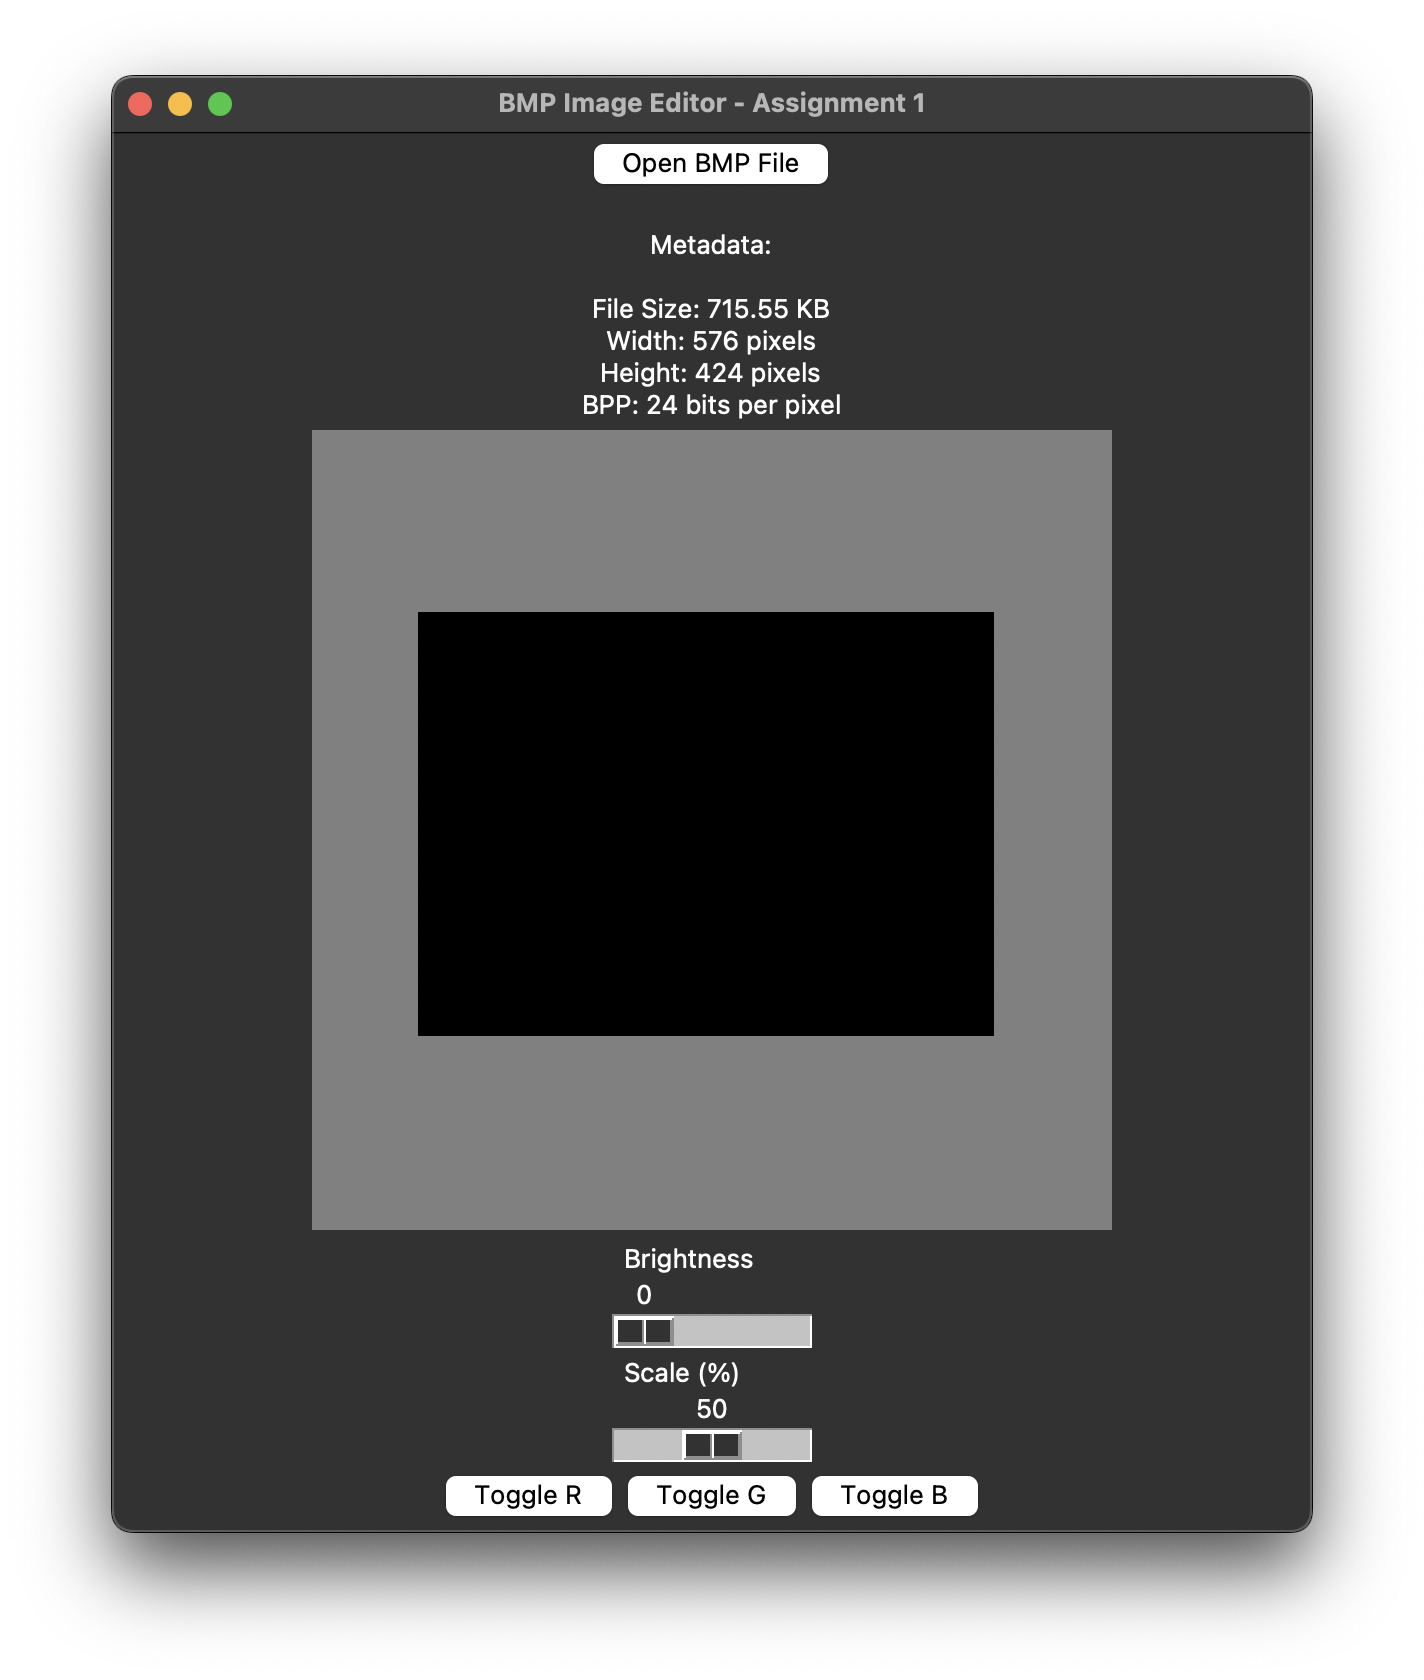 BMP Image Editor - Assignment 1
Open BMP File
Metadata:
File Size: 715.55 KB
Width: 576 pixels
Height: 424 pixels
BPP: 24 bits per pixel
Brightness
0
Scale (%)
50
Toggle R Toggle G Toggle B